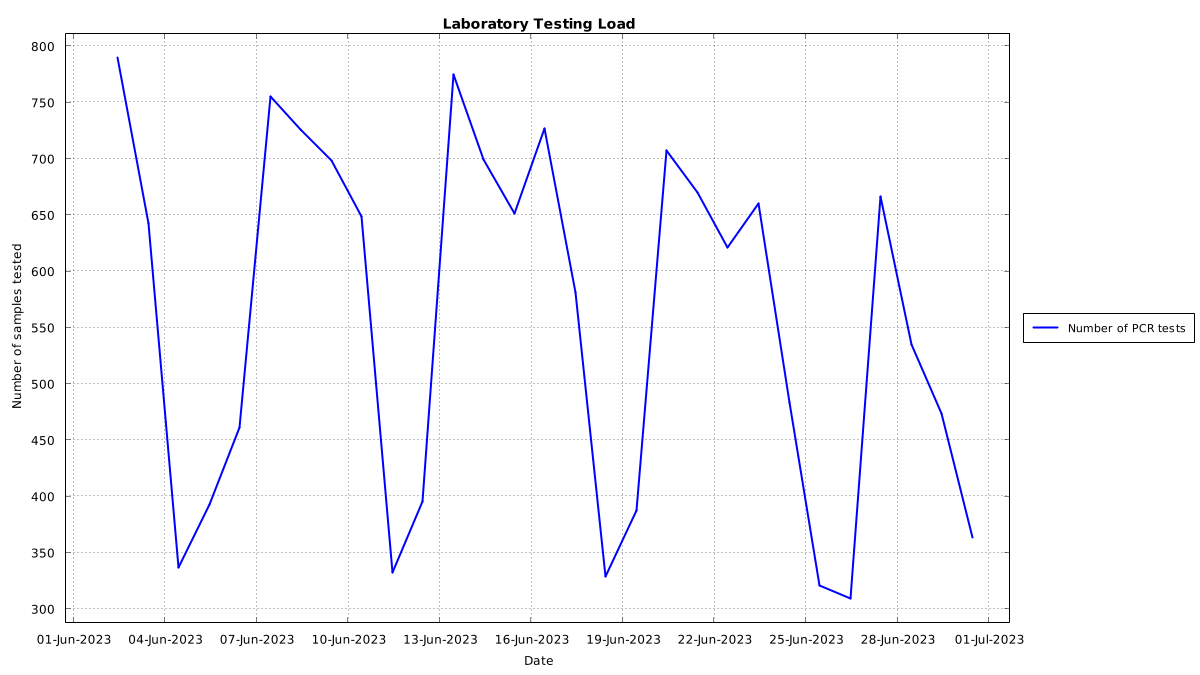 Laboratory Testing Load
800
750
700
650
600
550
500
450
400
350
300
Number of samples tested
01-Jun-2023 04-Jun-2023 07-Jun-2023 10-Jun-2023 13-Jun-2023 16-Jun-2023 19-Jun-2023 22-Jun-2023 25-Jun-2023 28-Jun-2023 01-Jul-2023
Date
Number of PCR tests